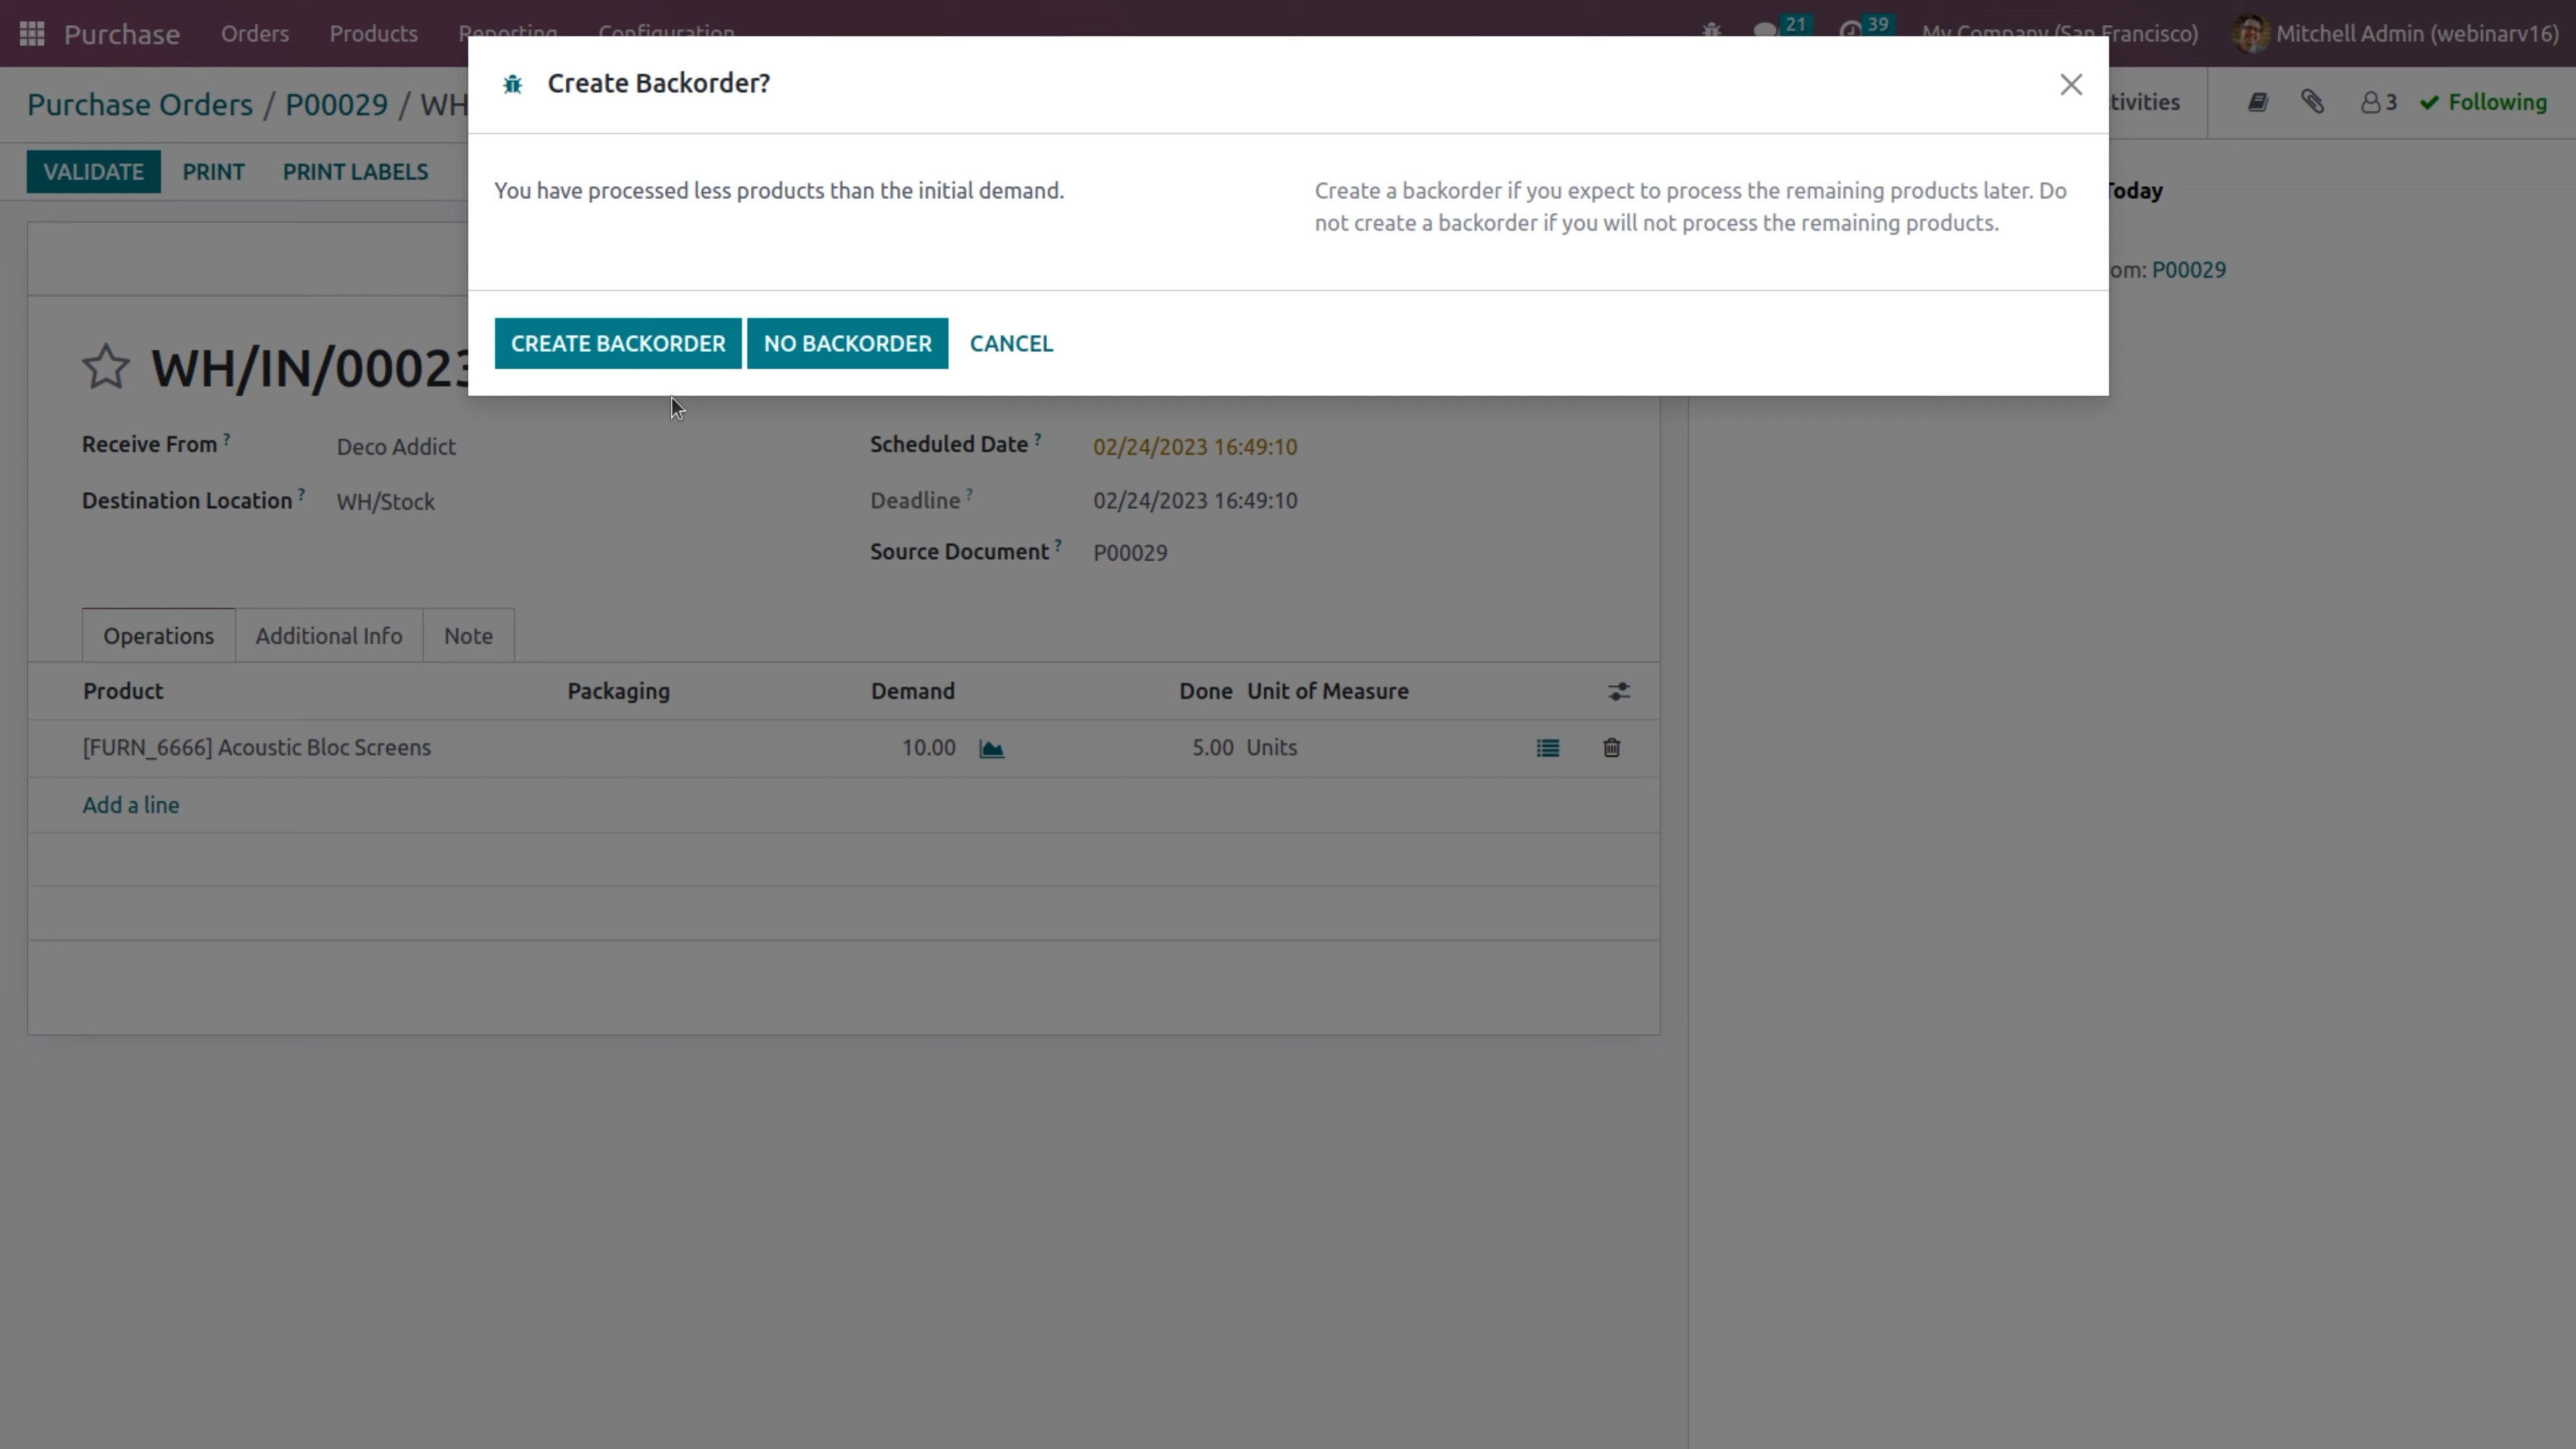 Purchase Orders Products Reporting Configuration 21 39 My Company (San Francisco) Mitchell Admin (webinarv16)
Create Backorder?
Purchase Orders / P00029 / WH tivities 3 Following
VALIDATE PRINT PRINT LABELS
You have processed less products than the initial demand.
Create a backorder if you expect to process the remaining products later. Do
not create a backorder if you will not process the remaining products.
Today
om: P00029
CREATE BACKORDER NO BACKORDER CANCEL
WH/IN/00023
Receive From ? Deco Addict
Scheduled Date ? 02/24/2023 16:49:10
Destination Location ? WH/Stock
Deadline ? 02/24/2023 16:49:10
Source Document ? P00029
Operations Additional Info Note
Product Packaging Demand Done Unit of Measure
[FURN_6666] Acoustic Bloc Screens 10.00 5.00 Units
Add a line